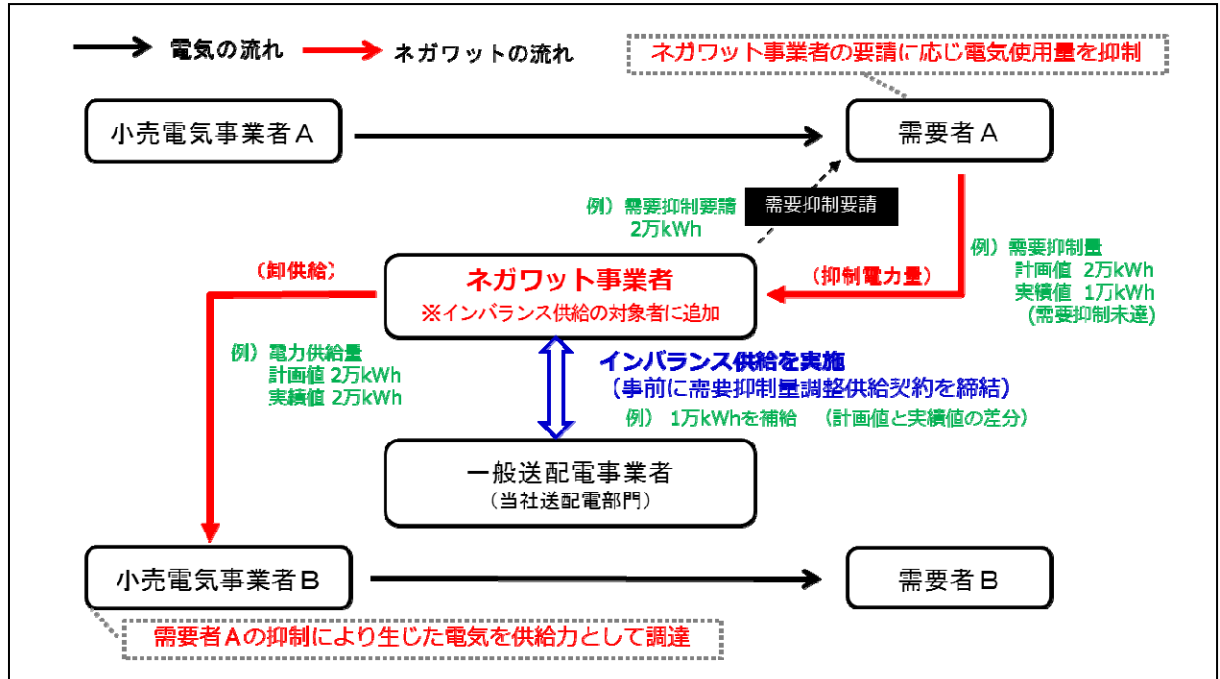 電気の流れ
ネガワットの流れ
ネガワット事業者の要請に応じ電気使用量を抑制
小売電気事業者A
需要者A
例）需要抑制要請
2万kWh
需要抑制要請
例）需要抑制量
計画値 2万kWh
実績値 1万kWh
(需要抑制未達)
（卸供給）
ネガワット事業者
※インバランス供給の対象者に追加
（抑制電力量）
例）電力供給量
計画値 2万kWh
実績値 2万kWh
インバランス供給を実施
（事前に需要抑制量調整供給契約を締結）
例） 1万kWhを補給 （計画値と実績値の差分）
一般送配電事業者
（当社送配電部門）
小売電気事業者B
需要者B
需要者Aの抑制により生じた電気を供給力として調達